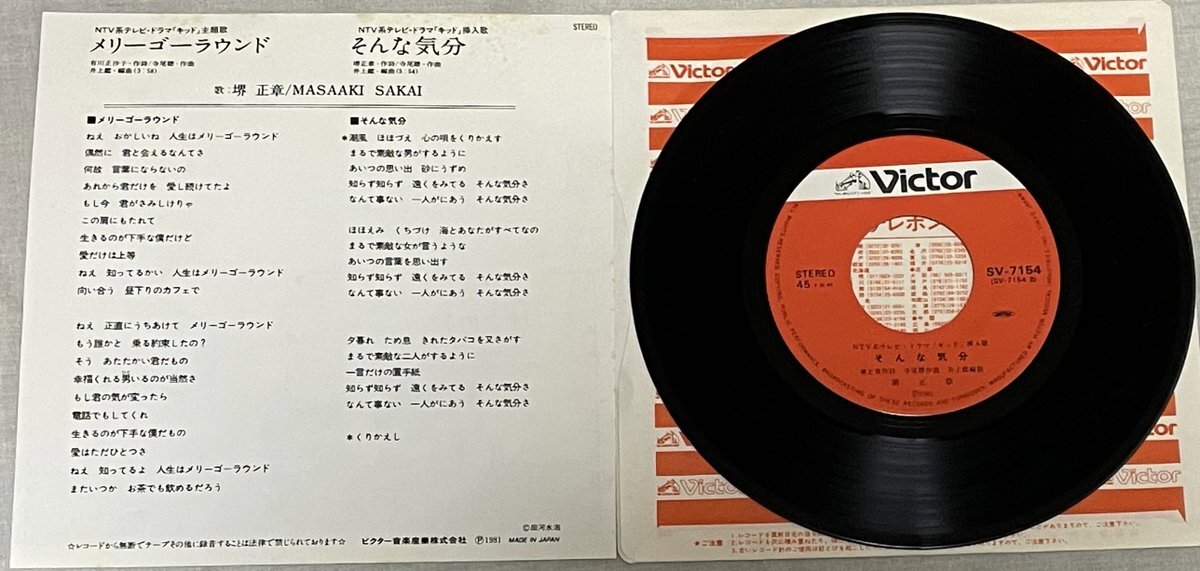 NTV系テレビ・ドラマ「キッド」主題歌
メリーゴーラウンド
有川正沙子・作詩/寺尾聰・作曲
井上鑑・編曲(3:58)
NTV系テレビ・ドラマ「キッド」挿入歌
そんな気分
堺正章・作詩/寺尾聰・作曲
井上鑑・編曲(3:54)
STEREO
歌:堺 正章/MASAAKI SAKAI
■メリーゴーラウンド
ねえ おかしいね 人生はメリーゴーラウンド
偶然に 君と会えるなんてさ
何故 言葉にならないの
あれから君だけを 愛し続けてたよ
もし今 君がさみしけりゃ
この肩にもたれて
生きるのが下手な僕だけど
愛だけは上等
ねえ 知ってるかい 人生はメリーゴーラウンド
向い合う 昼下りのカフェで
ねえ 正直にうちあけて メリーゴーラウンド
もう誰かと 乗る約束したの?
そう あたたかい君だもの
幸福くれる男いるのが当然さ
もし君の気が変ったら
電話でもしてくれ
生きるのが下手な僕だもの
愛はただひとつさ
ねえ 知ってるよ 人生はメリーゴーラウンド
またいつか お茶でも飲めるだろう
■そんな気分
*潮風 ほほづえ 心の唄をくりかえす
まるで素敵な男がするように
あいつの思い出 砂にうずめ
知らず知らず 遠くをみてる そんな気分さ
なんて事ない 一人がにあう そんな気分さ
ほほえみ くちづけ 海とあなたがすべてなの
まるで素敵な女が言うような
あいつの言葉を思い出す
知らず知らず 遠くをみてる そんな気分さ
なんて事ない 一人がにあう そんな気分さ
夕暮れ ため息 きれたタバコを又さがす
まるで素敵な二人がするように
一言だけの置手紙
知らず知らず 遠くをみてる そんな気分さ
なんて事ない 一人がにあう そんな気分さ
*くりかえし
©田河水泡
☆レコードから無断でテープその他に録音することは法律で禁じられております☆
ビクター音楽産業株式会社 Ⓟ1981 MADE IN JAPAN
Victor
Victor
STEREO
45
SV-7154
(SV-7154 B)
NTV系テレビ・ドラマ「キッド」挿入歌
そんな気分
堺正章作詩 寺尾聰作曲 井上鑑編曲
堺 正 章
Victor
Victor
★ご注意